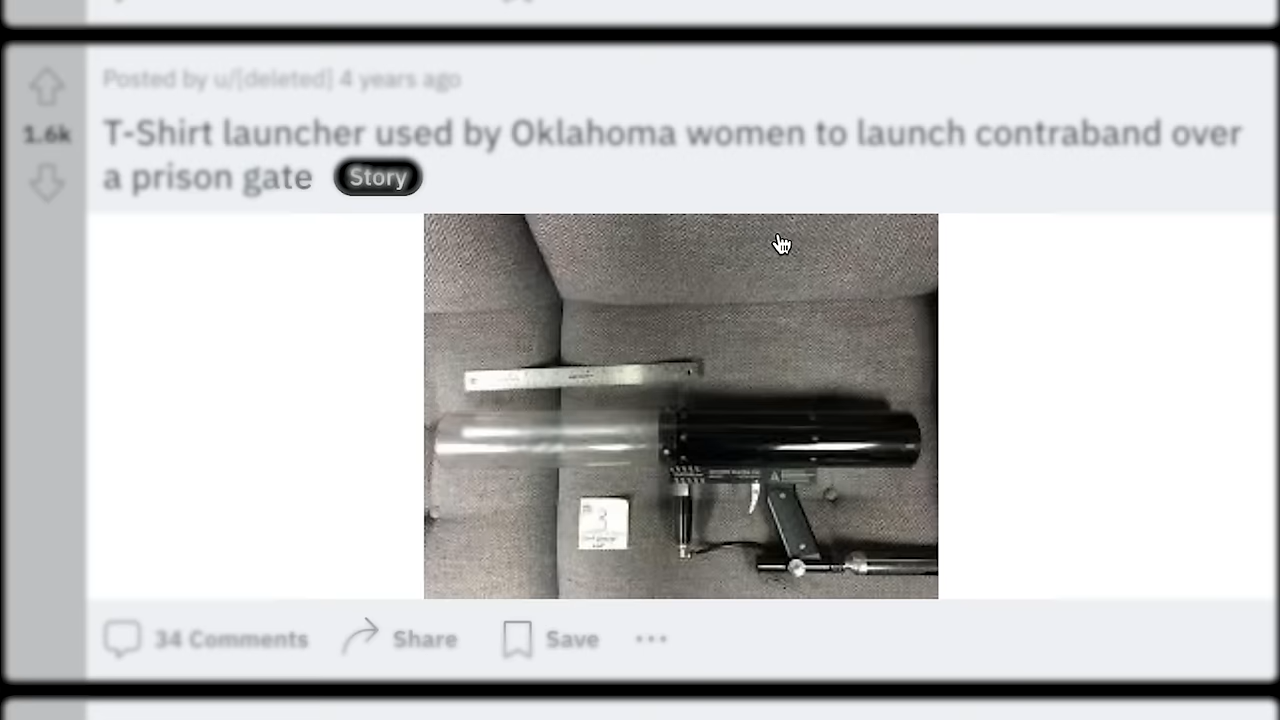 Posted by u/[deleted] 4 years ago
1.6k
T-Shirt launcher used by Oklahoma women to launch contraband over
a prison gate Story
3
34 Comments Share Save